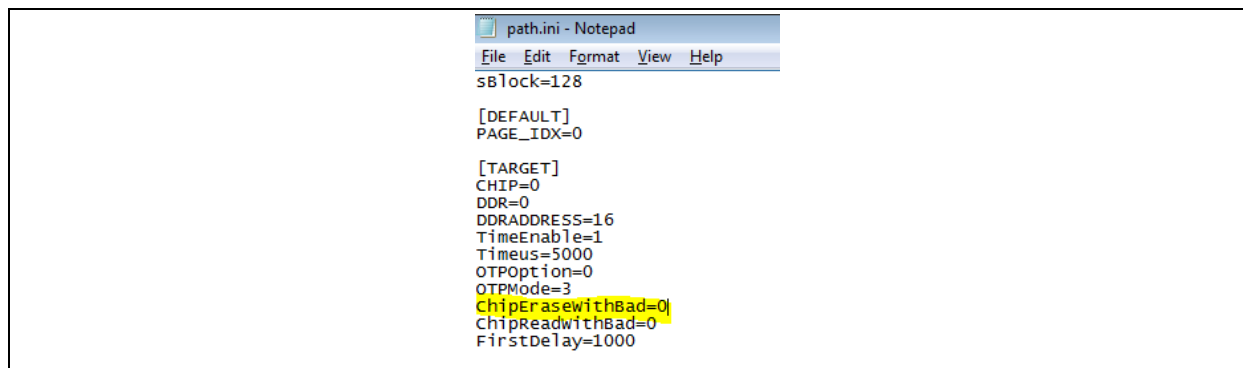 path.ini - Notepad
File Edit Format View Help
sBlock=128
[DEFAULT]
PAGE_IDX=0
[TARGET]
CHIP=0
DDR=0
DDRADDRESS=16
TimeEnable=1
Timeus=5000
OTPOption=0
OTPMode=3
ChipEraseWithBad=0
ChipReadWithBad=0
FirstDelay=1000